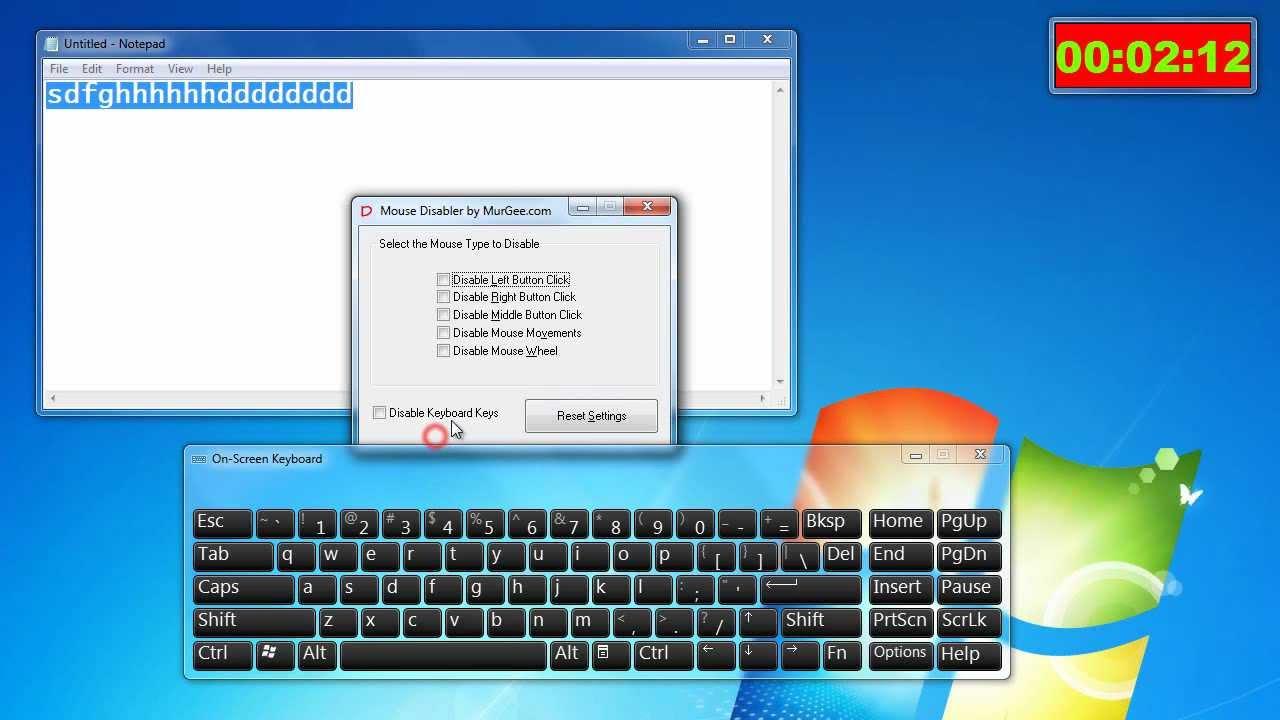 Untitled - Notepad
00:02:12
File Edit Format View Help
sdfghhhhhhdddddddd
Mouse Disabler by MurGee.com
Select the Mouse Type to Disable
Disable Left Button Click
Disable Right Button Click
Disable Middle Button Click
Disable Mouse Movements
Disable Mouse Wheel
Disable Keyboard Keys
Reset Settings
On-Screen Keyboard
Esc ~ ` ! 1 @ 2 # 3 $ 4 % 5 ^ 6 & 7 * 8 ( 9 ) 0 _ - + = Bksp Home PgUp
Tab q w e r t y u i o p { [ } ] | \ Del End PgDn
Caps a s d f g h j k l : ; " ' Insert Pause
Shift z x c v b n m < , > . ? / ↑ Shift PrtScn ScrLk
Ctrl Alt Alt Ctrl ← ↓ → Fn Options Help